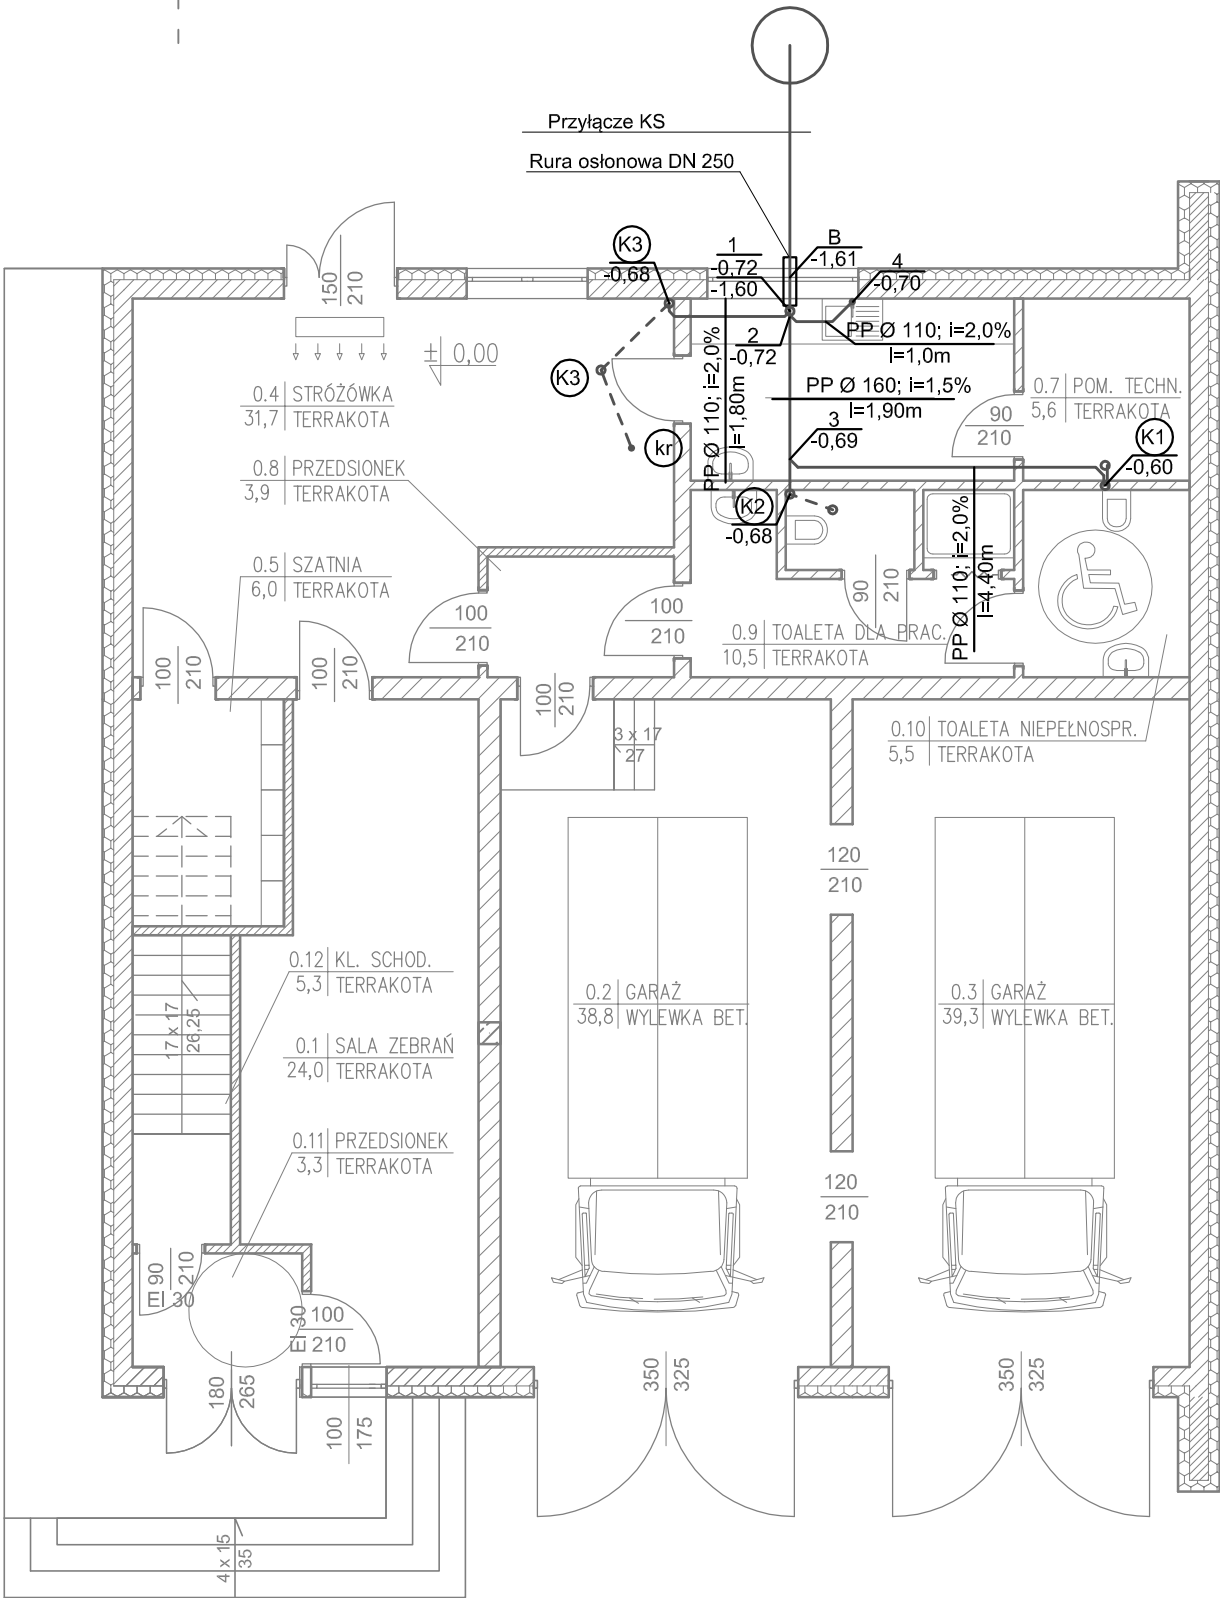 Przyłącze KS
Rura osłonowa DN 250
K3
-0,68
1
-0,72
-1,60
B
-1,61
4
-0,70
150
210
± 0,00
2
-0,72
PP Ø 110; i=2,0%
l=1,0m
K3
PP Ø 110; i=2,0%
l=1,80m
PP Ø 160; i=1,5%
l=1,90m
0.4 STRÓŻÓWKA
31,7 TERRAKOTA
0.7 POM. TECHN.
5,6 TERRAKOTA
90
210
3
-0,69
kr
K1
-0,60
0.8 PRZEDSIONEK
3,9 TERRAKOTA
K2
-0,68
PP Ø 110; i=2,0%
l=4,40m
0.5 SZATNIA
6,0 TERRAKOTA
90
210
100
210
100
210
0.9 TOALETA DLA PRAC.
10,5 TERRAKOTA
100
210
100
210
100
210
3 x 17
27
0.10 TOALETA NIEPEŁNOSPR.
5,5 TERRAKOTA
120
210
0.12 KL. SCHOD.
5,3 TERRAKOTA
0.2 GARAŻ
38,8 WYLEWKA BET.
0.3 GARAŻ
39,3 WYLEWKA BET.
17 x 17
26,25
0.1 SALA ZEBRAŃ
24,0 TERRAKOTA
0.11 PRZEDSIONEK
3,3 TERRAKOTA
120
210
90
210
EI 30
EI 30
100
210
180
265
350
325
350
325
100
175
4 x 15
35